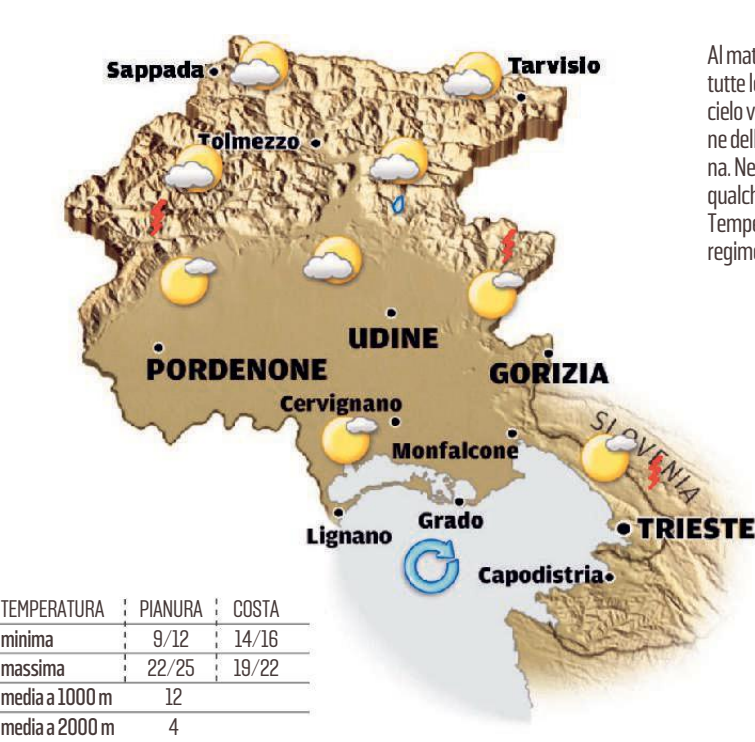 Sappada
Tarvisio
Tolmezzo
UDINE
PORDENONE
GORIZIA
Cervignano
Monfalcone
SLOVENIA
Lignano
Grado
TRIESTE
Capodistria
Al mat
tutte l
cielo v
ne dell
na. Ne
qualch
Tempe
regime
TEMPERATURA PIANURA COSTA
minima 9/12 14/16
massima 22/25 19/22
media a 1000 m 12
media a 2000 m 4